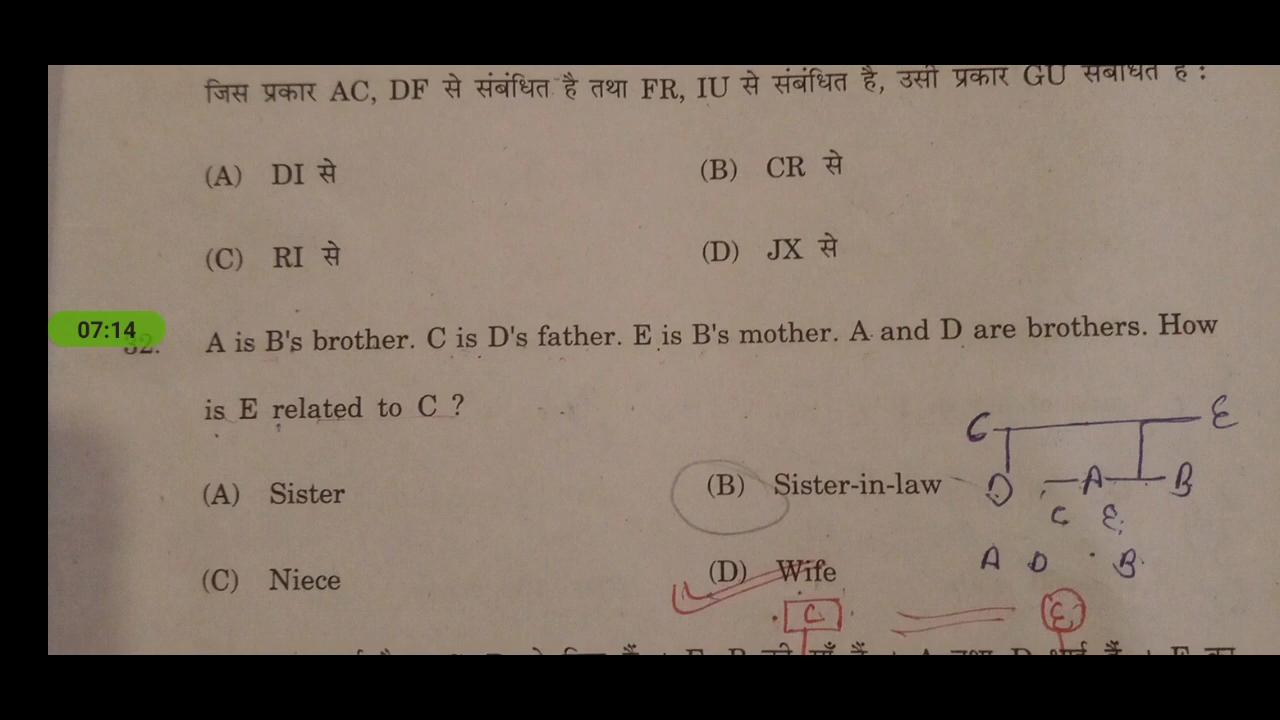 जिस प्रकार AC, DF से संबंधित है तथा FR, IU से संबंधित है, उसी प्रकार GU संबंधित है :
(A) DI से (B) CR से
(C) RI से (D) JX से
07:14
32. A is B's brother. C is D's father. E is B's mother. A and D are brothers. How
is E related to C ?
C E
(A) Sister (B) Sister-in-law D A B
C E
A D B
(C) Niece (D) Wife
C E